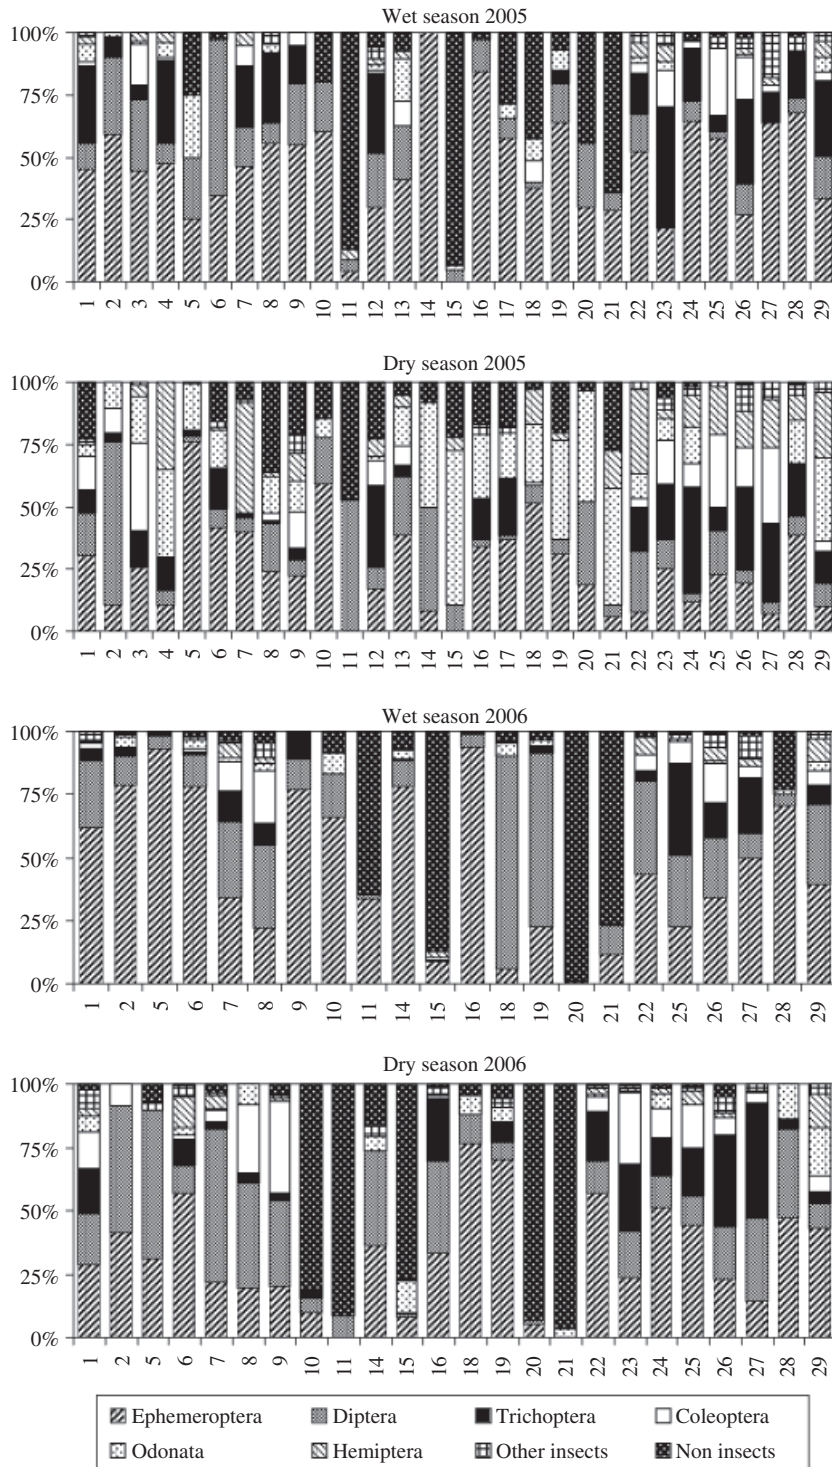 Wet season 2005
100%
75%
50%
25%
0%
1 2 3 4 5 6 7 8 9 10 11 12 13 14 15 16 17 18 19 20 21 22 23 24 25 26 27 28 29
Dry season 2005
100%
75%
50%
25%
0%
1 2 3 4 5 6 7 8 9 10 11 12 13 14 15 16 17 18 19 20 21 22 23 24 25 26 27 28 29
Wet season 2006
100%
75%
50%
25%
0%
1 2 5 6 7 8 9 10 11 14 15 16 18 19 20 21 22 25 26 27 28 29
Dry season 2006
100%
75%
50%
25%
0%
1 2 5 6 7 8 9 10 11 14 15 16 18 19 20 21 22 23 24 25 26 27 28 29
Ephemeroptera Diptera Trichoptera Coleoptera
Odonata Hemiptera Other insects Non insects